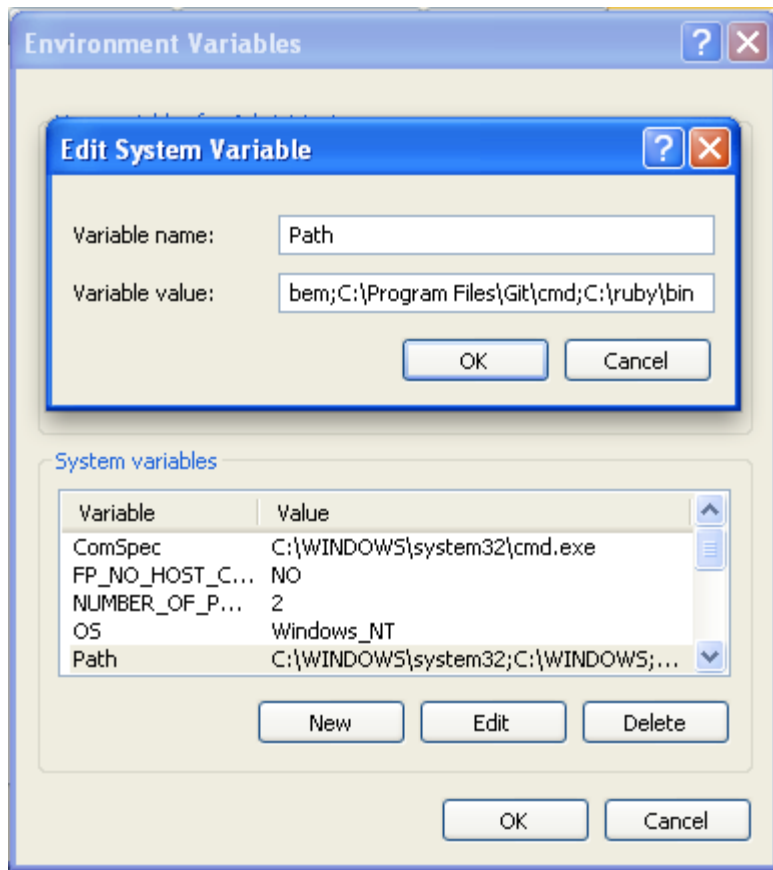 Environment Variables
Edit System Variable
Variable name:
Path
Variable value:
bem;C:\Program Files\Git\cmd;C:\ruby\bin
OK
Cancel
System variables
Variable Value
ComSpec C:\WINDOWS\system32\cmd.exe
FP_NO_HOST_C... NO
NUMBER_OF_P... 2
OS Windows_NT
Path C:\WINDOWS\system32;C:\WINDOWS;...
New Edit Delete
OK Cancel